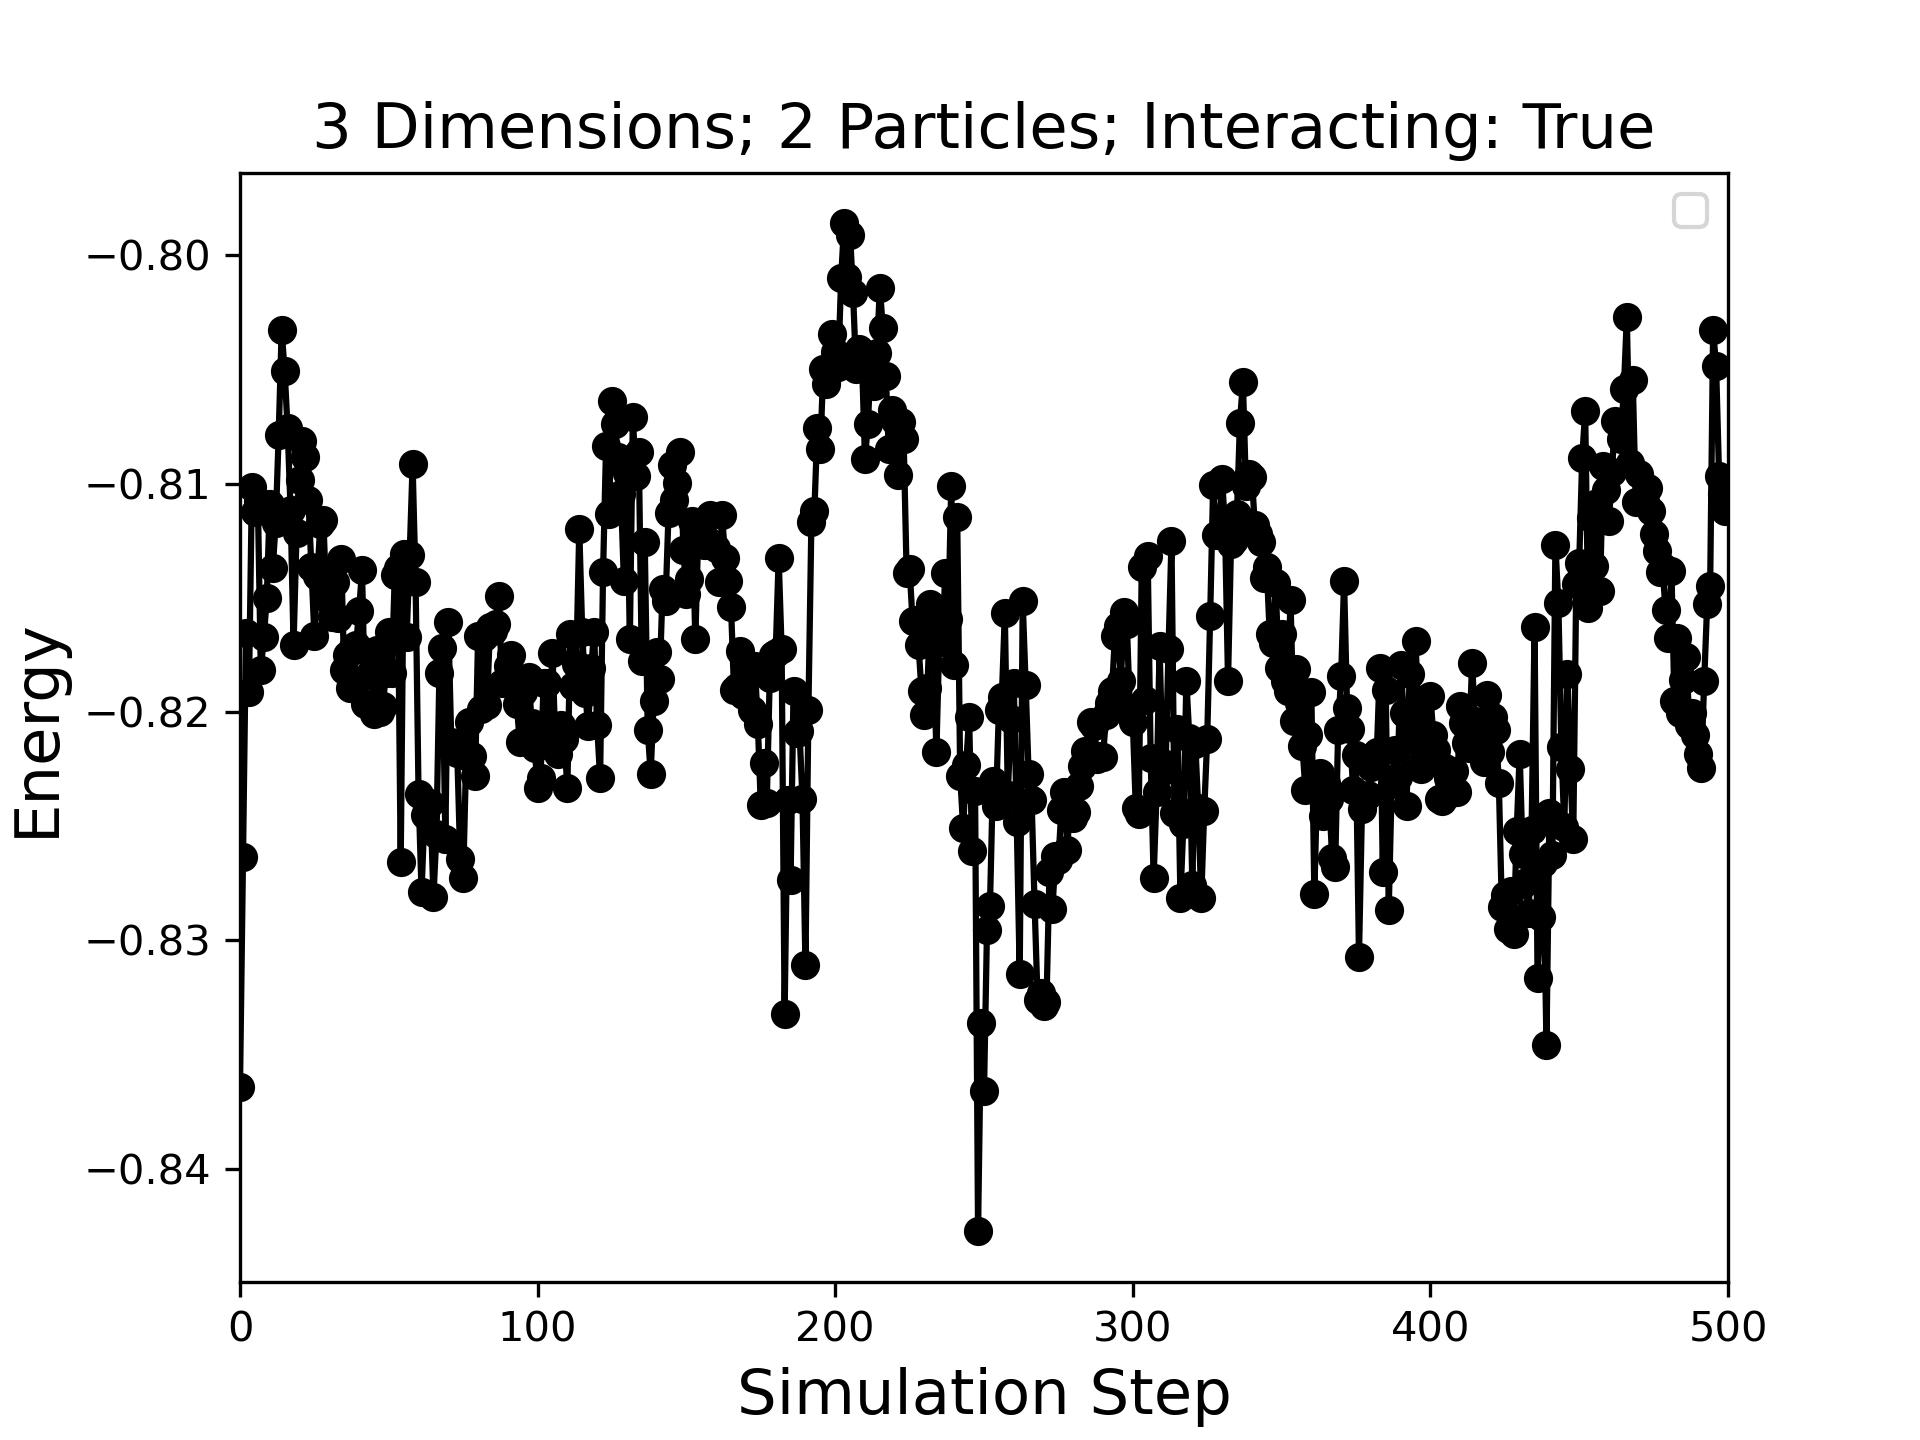 3 Dimensions; 2 Particles; Interacting: True
−0.80
−0.81
−0.82
−0.83
−0.84
Energy
0 100 200 300 400 500
Simulation Step